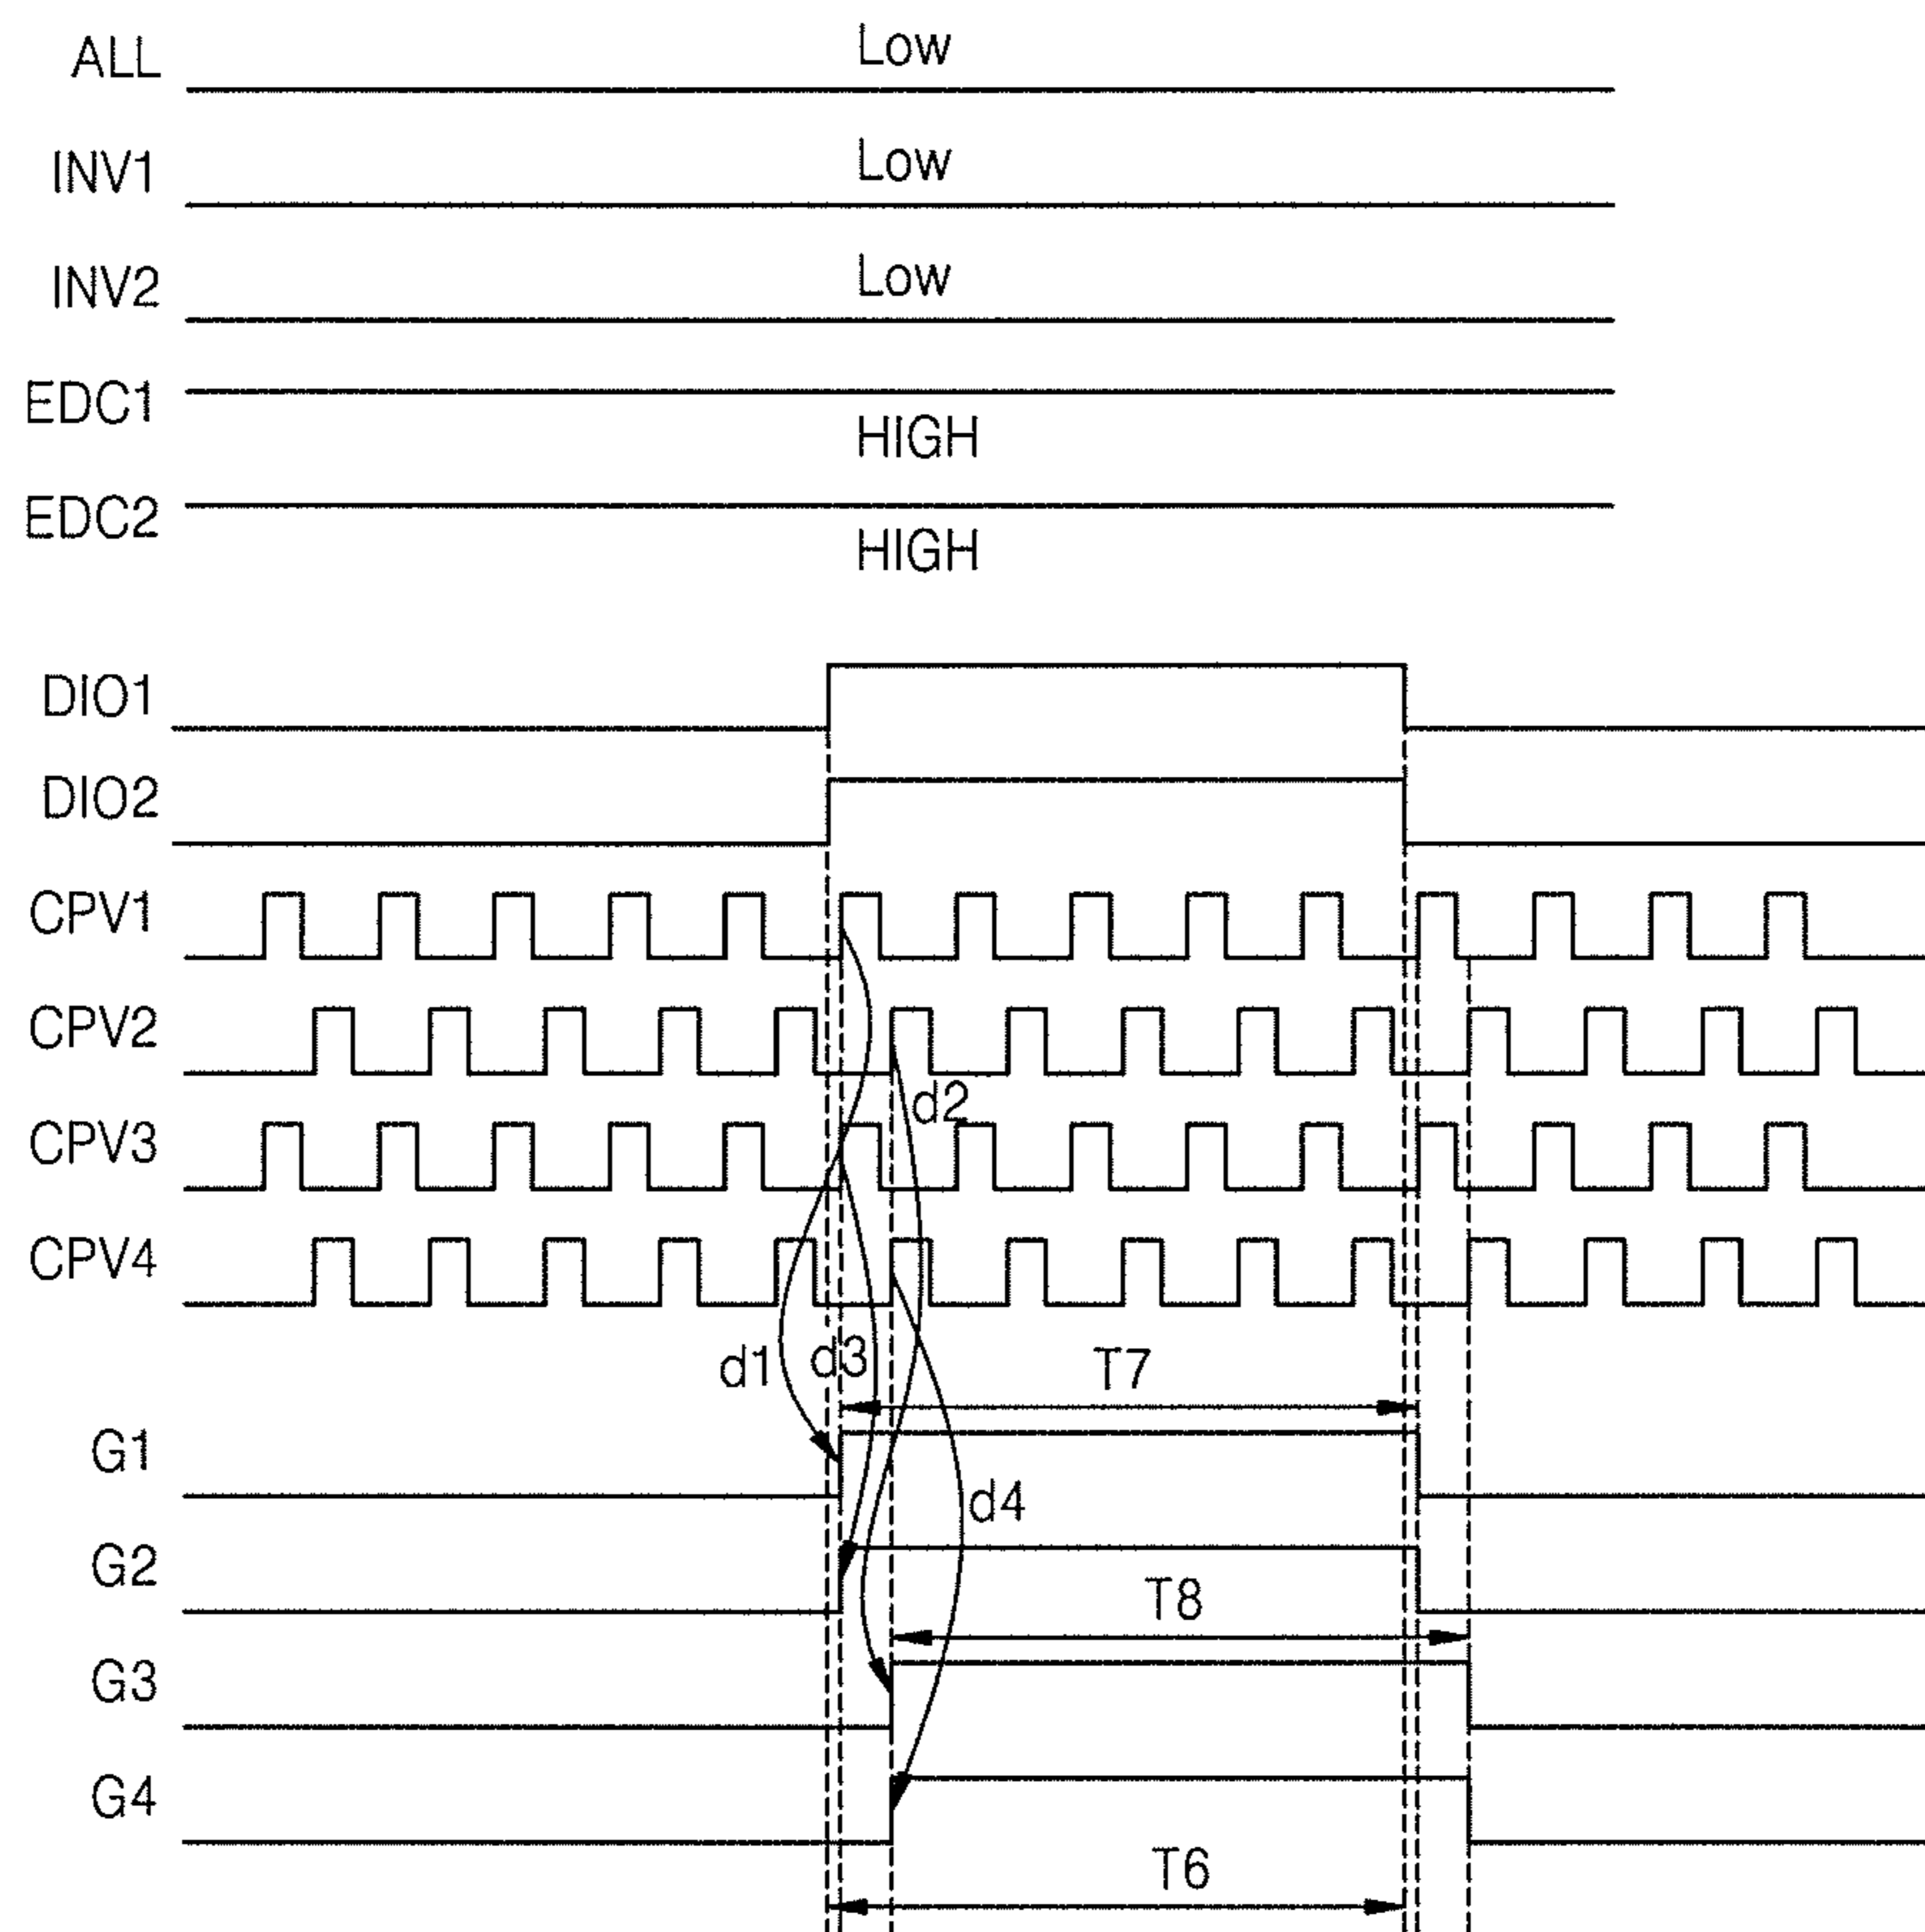 ALL Low
INV1 Low
INV2 Low
EDC1 HIGH
EDC2 HIGH
DIO1
DIO2
CPV1
CPV2
d2
CPV3
CPV4
d1 d3 T7
G1
d4
G2
T8
G3
G4
T6